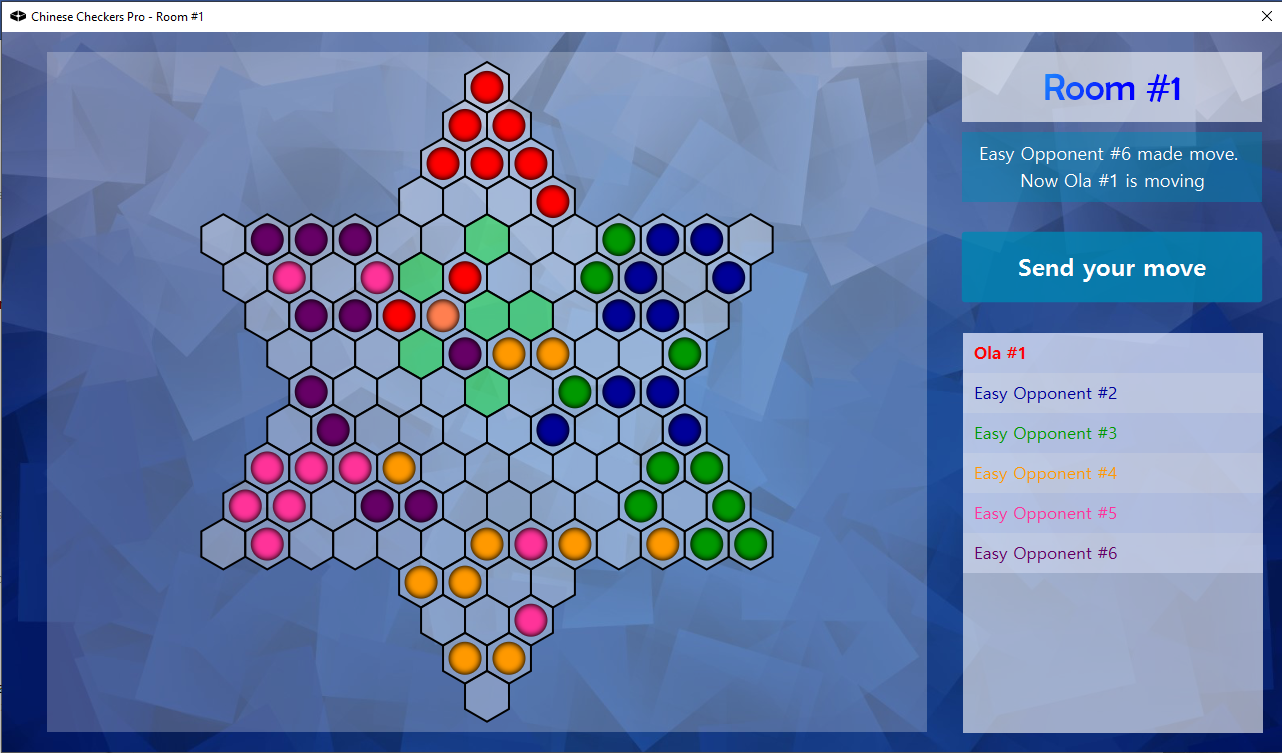 Chinese Checkers Pro - Room #1
Room #1
Easy Opponent #6 made move.
Now Ola #1 is moving
Send your move
Ola #1
Easy Opponent #2
Easy Opponent #3
Easy Opponent #4
Easy Opponent #5
Easy Opponent #6